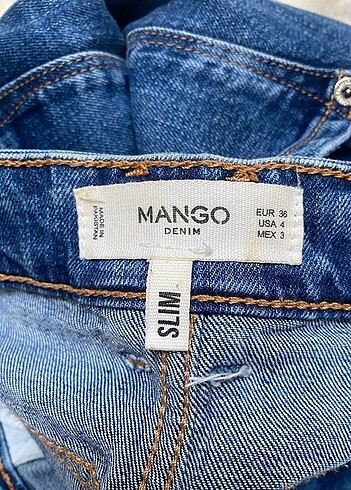 MADE IN
PAKISTAN
MANGO
DENIM
EUR 36
USA 4
MEX 3
SLIM